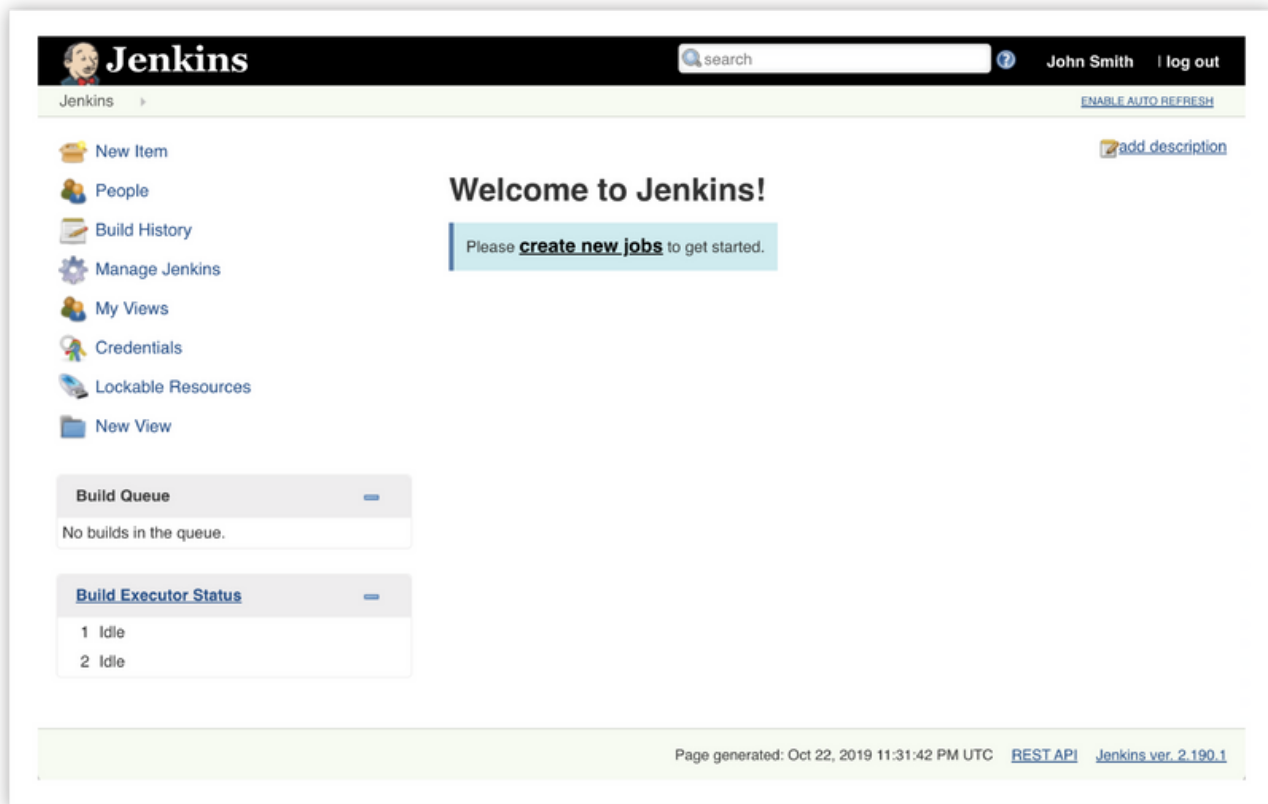 Jenkins
search
John Smith | log out
Jenkins
ENABLE AUTO REFRESH
New Item
People
Build History
Manage Jenkins
My Views
Credentials
Lockable Resources
New View
add description
Welcome to Jenkins!
Please create new jobs to get started.
Build Queue
No builds in the queue.
Build Executor Status
1 Idle
2 Idle
Page generated: Oct 22, 2019 11:31:42 PM UTC REST API Jenkins ver. 2.190.1